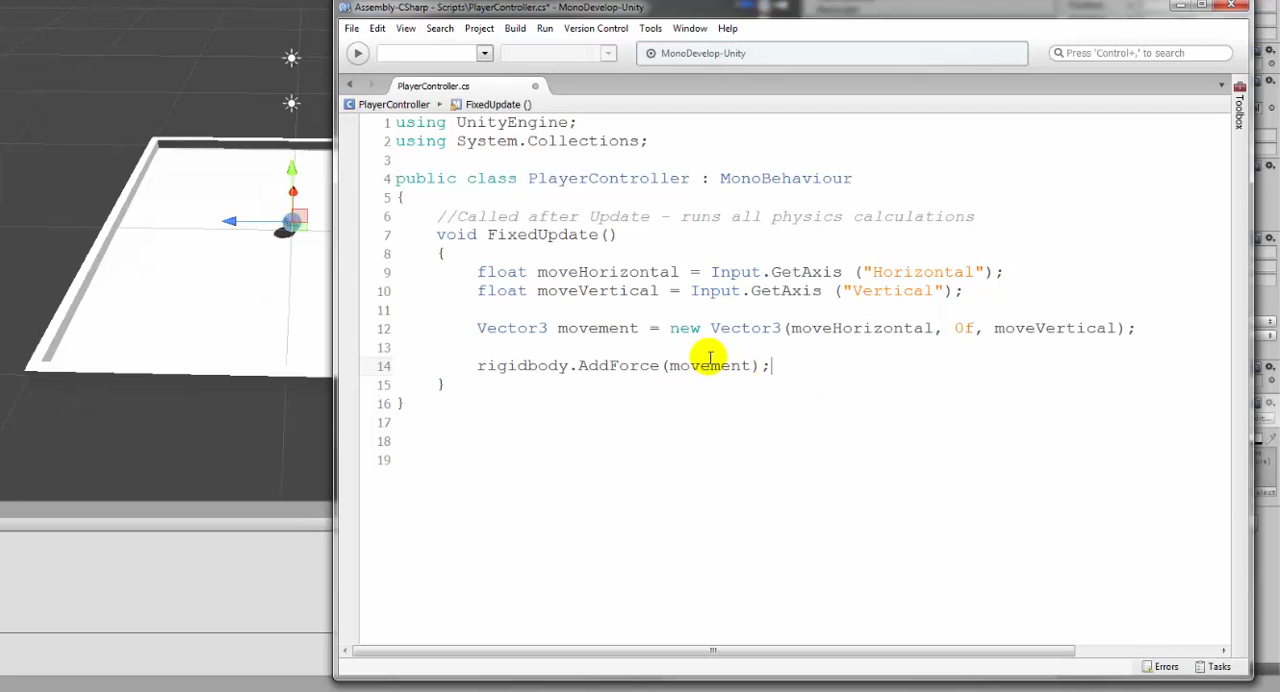 Assembly-CSharp - Scripts\PlayerController.cs* - MonoDevelop-Unity
File Edit View Search Project Build Run Version Control Tools Window Help
MonoDevelop-Unity
Press 'Control+,' to search
PlayerController.cs
PlayerController FixedUpdate ()
1 using UnityEngine;
2 using System.Collections;
3
4 public class PlayerController : MonoBehaviour
5 {
6 //Called after Update - runs all physics calculations
7 void FixedUpdate()
8 {
9 float moveHorizontal = Input.GetAxis ("Horizontal");
10 float moveVertical = Input.GetAxis ("Vertical");
11
12 Vector3 movement = new Vector3(moveHorizontal, 0f, moveVertical);
13
14 rigidbody.AddForce(movement);
15 }
16 }
17
18
19
Toolbox
Errors Tasks